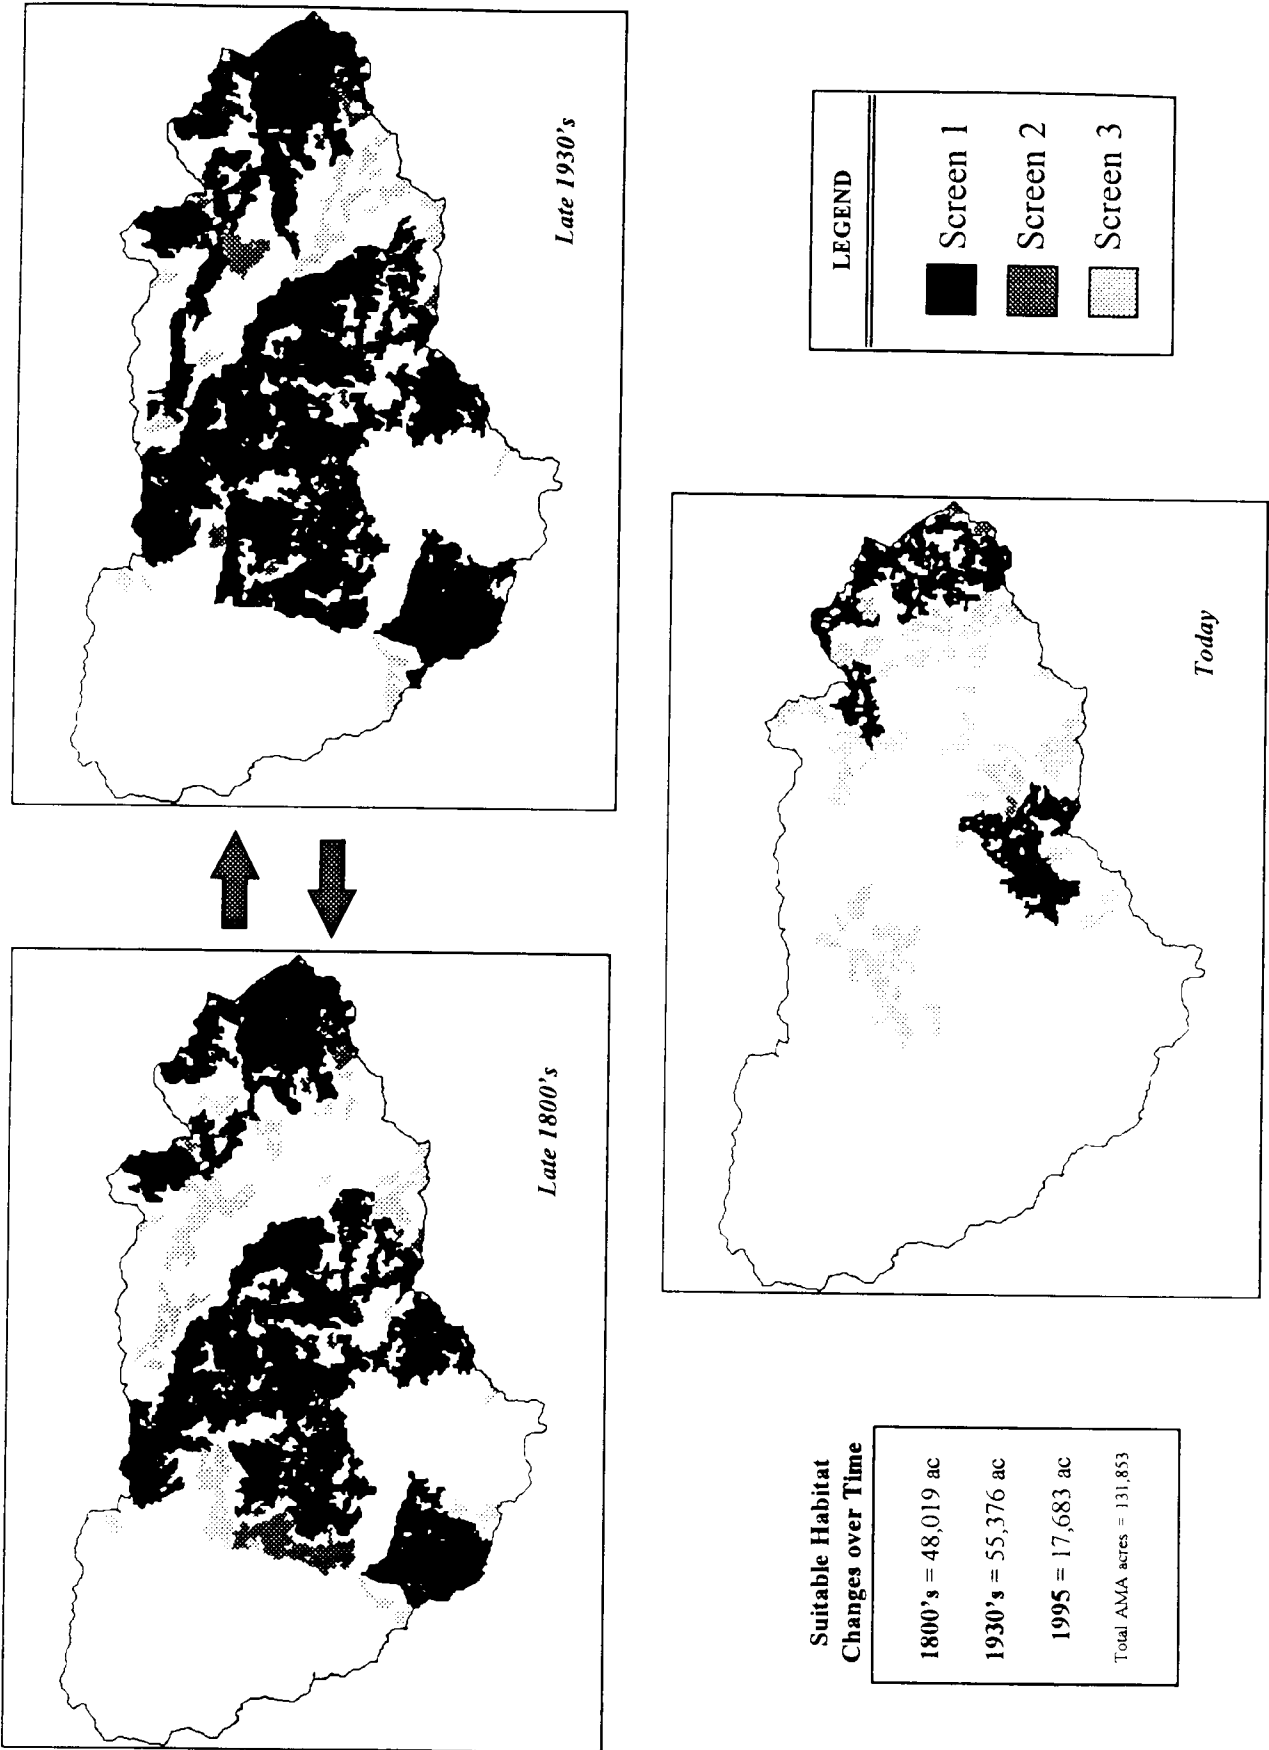 Late 1800's
Late 1930's
Suitable Habitat
Changes over Time
1800's = 48,019 ac
1930's = 55,376 ac
1995 = 17,683 ac
Total AMA acres = 131,853
Today
LEGEND
Screen 1
Screen 2
Screen 3